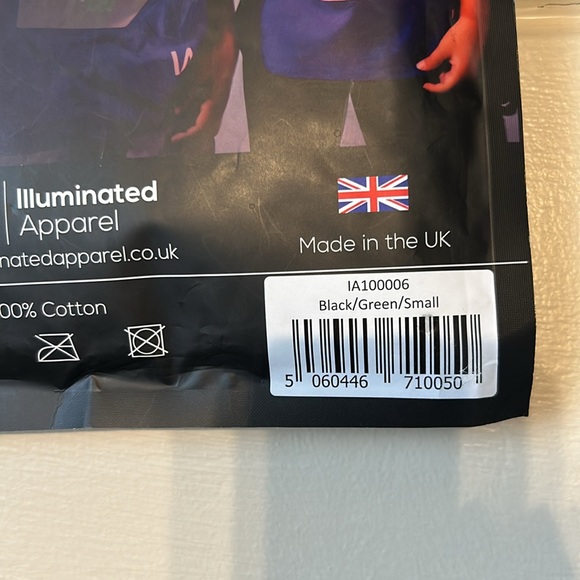 Illuminated
Apparel
natedapparel.co.uk
Made in the UK
00% Cotton
IA100006
Black/Green/Small
5 060446 710050